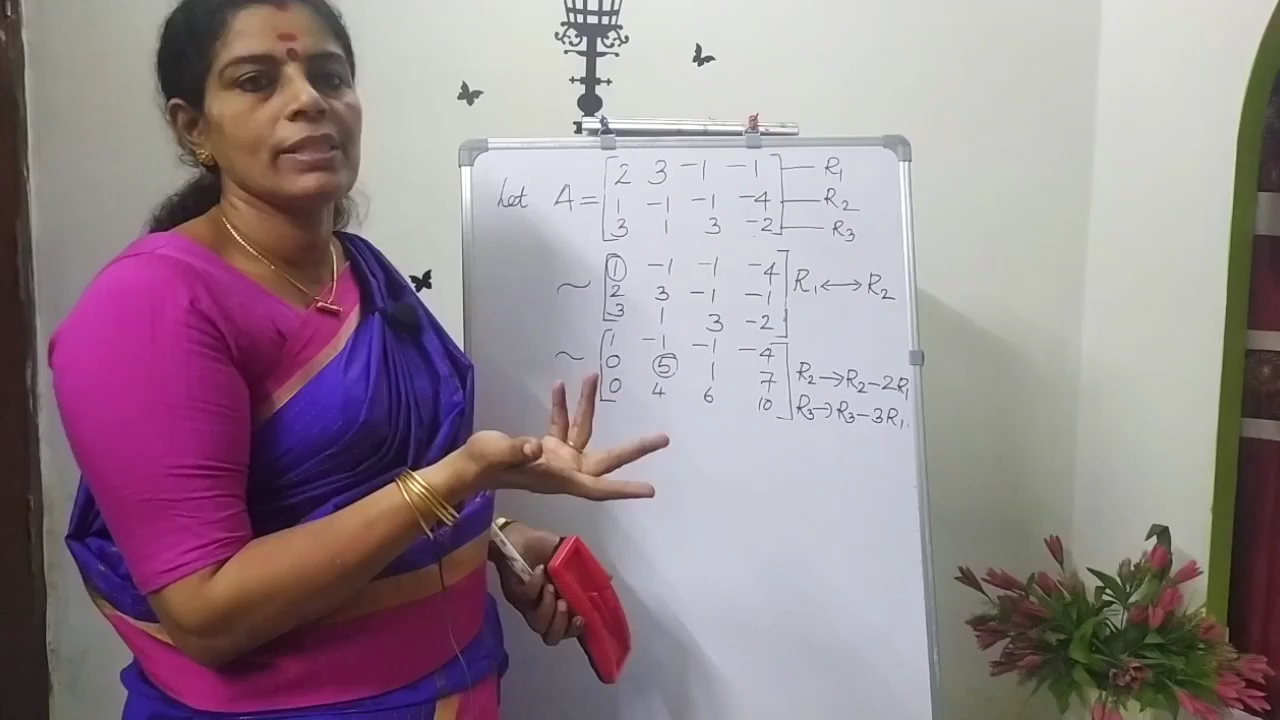 Let A = [ 2 3 -1 -1 ] — R₁
1 -1 -1 -4 — R₂
3 1 3 -2 — R₃
~ [ 1 -1 -1 -4 ] R₁ ↔ R₂
2 3 -1 -1
3 1 3 -2
~ [ 1 -1 -1 -4 ]
0 5 1 7 R₂ → R₂ - 2R₁
0 4 6 10 R₃ → R₃ - 3R₁